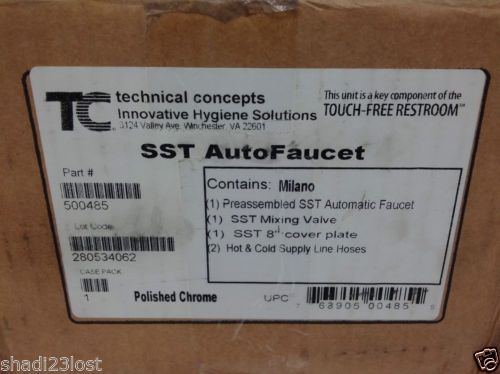 TC
technical concepts
Innovative Hygiene Solutions
3124 Valley Ave. Winchester, VA 22601
This unit is a key component of the
TOUCH-FREE RESTROOM℠
SST AutoFaucet
Part #
500485
Lot Code:
280534062
CASE PACK
1
Polished Chrome
Contains: Milano
(1) Preassembled SST Automatic Faucet
(1) SST Mixing Valve
(1) SST 8" cover plate
(2) Hot & Cold Supply Line Hoses
UPC
7 68905 00485 5
shadi23lost